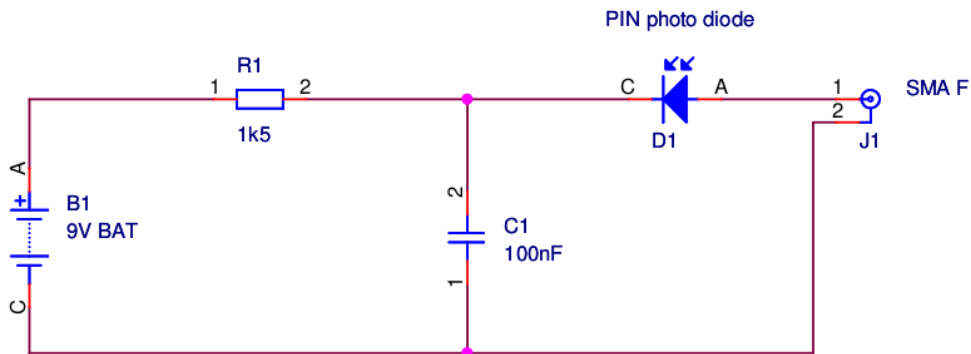 PIN photo diode
R1
1 2
1k5
C A
D1
1
2
SMA F
J1
A
+
B1
9V BAT
C
2
C1
100nF
1